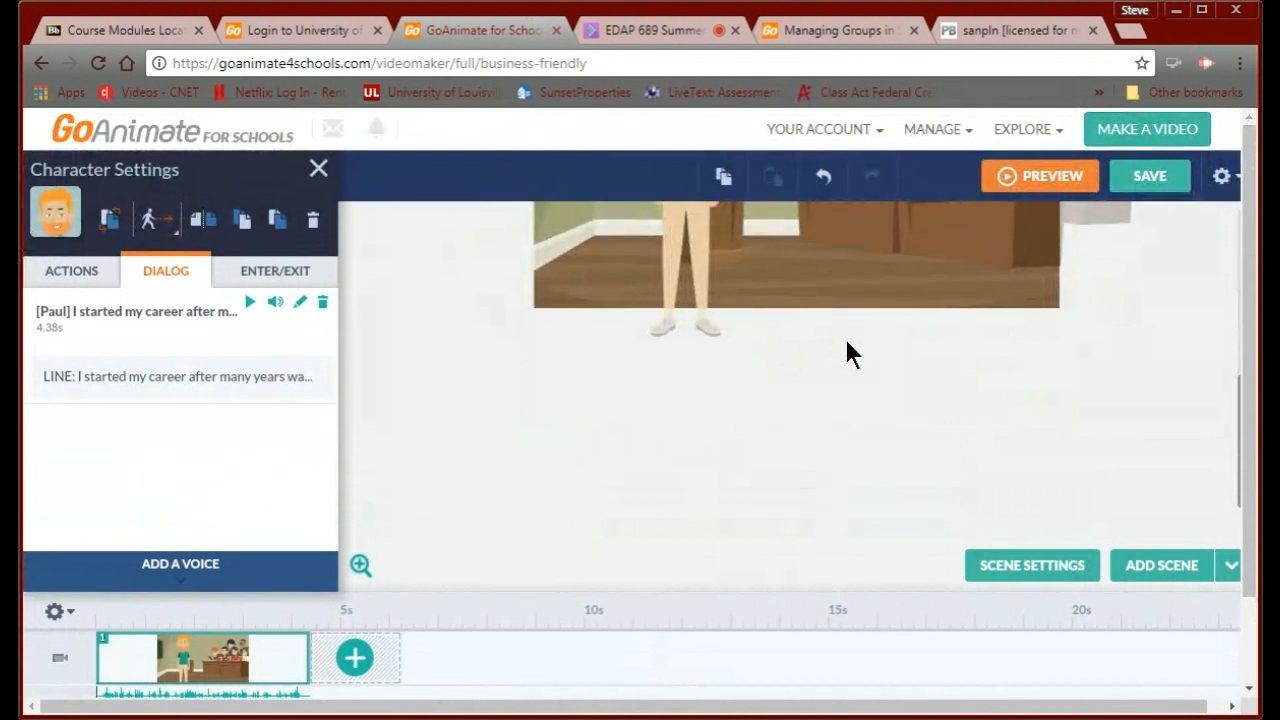 Steve
Course Modules Loca
Login to University of
GoAnimate for Schoo
EDAP 689 Summe
Managing Groups in S
PB sanpln [licensed for n
https://goanimate4schools.com/videomaker/full/business-friendly
Apps
Videos - CNET
Netflix: Log In - Rent
UL University of Louisvi
SunsetProperties
LiveText: Assessment
Class Act Federal Cre
Other bookmarks
GoAnimate FOR SCHOOLS
YOUR ACCOUNT
MANAGE
EXPLORE
MAKE A VIDEO
Character Settings
PREVIEW
SAVE
ACTIONS
DIALOG
ENTER/EXIT
[Paul] I started my career after m...
4.38s
LINE: I started my career after many years wa...
ADD A VOICE
SCENE SETTINGS
ADD SCENE
5s
10s
15s
20s
1